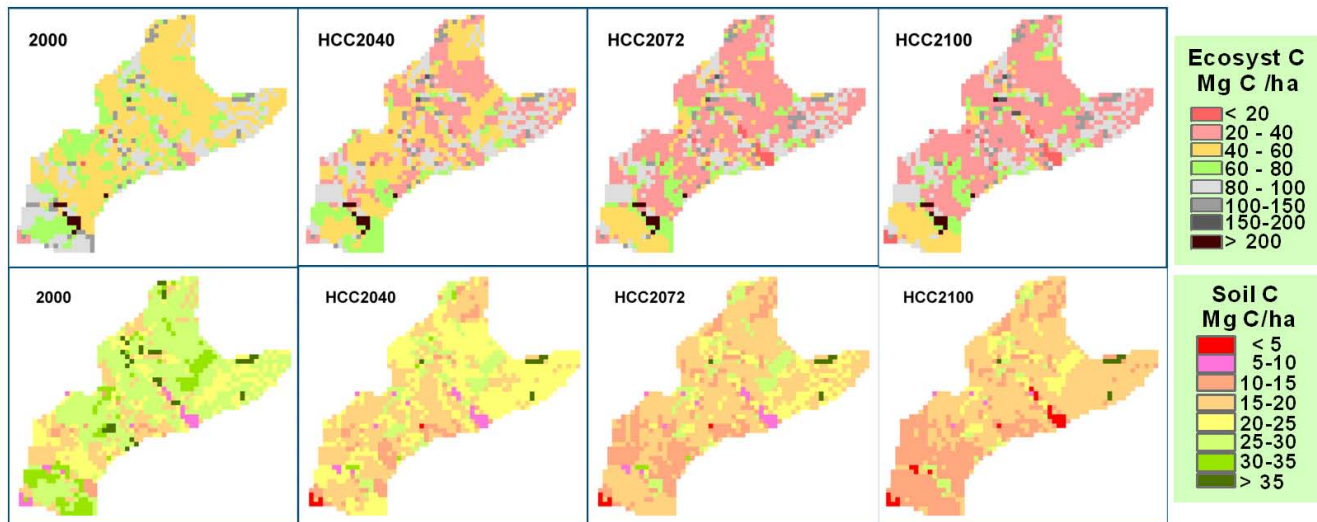 2000
HCC2040
HCC2072
HCC2100
Ecosyst C
Mg C /ha
< 20
20 - 40
40 - 60
60 - 80
80 - 100
100-150
150-200
> 200
2000
HCC2040
HCC2072
HCC2100
Soil C
Mg C/ha
< 5
5-10
10-15
15-20
20-25
25-30
30-35
> 35